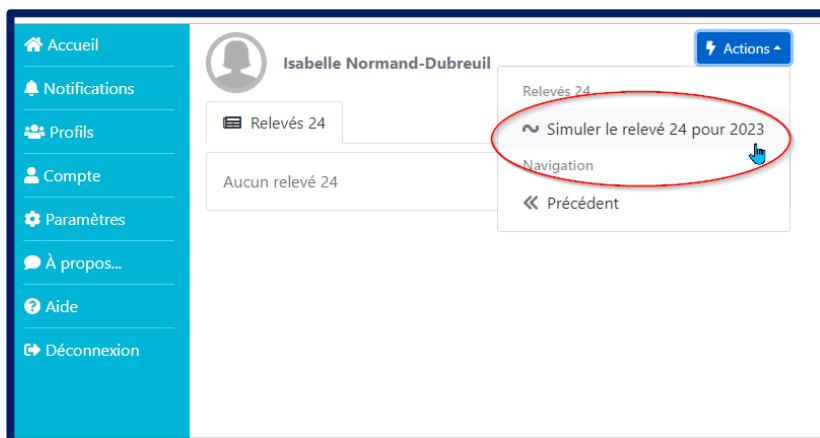 Accueil
Notifications
Profils
Compte
Paramètres
À propos...
Aide
Déconnexion
Isabelle Normand-Dubreuil
Actions
Relevés 24
Aucun relevé 24
Relevés 24
Simuler le relevé 24 pour 2023
Navigation
Précédent